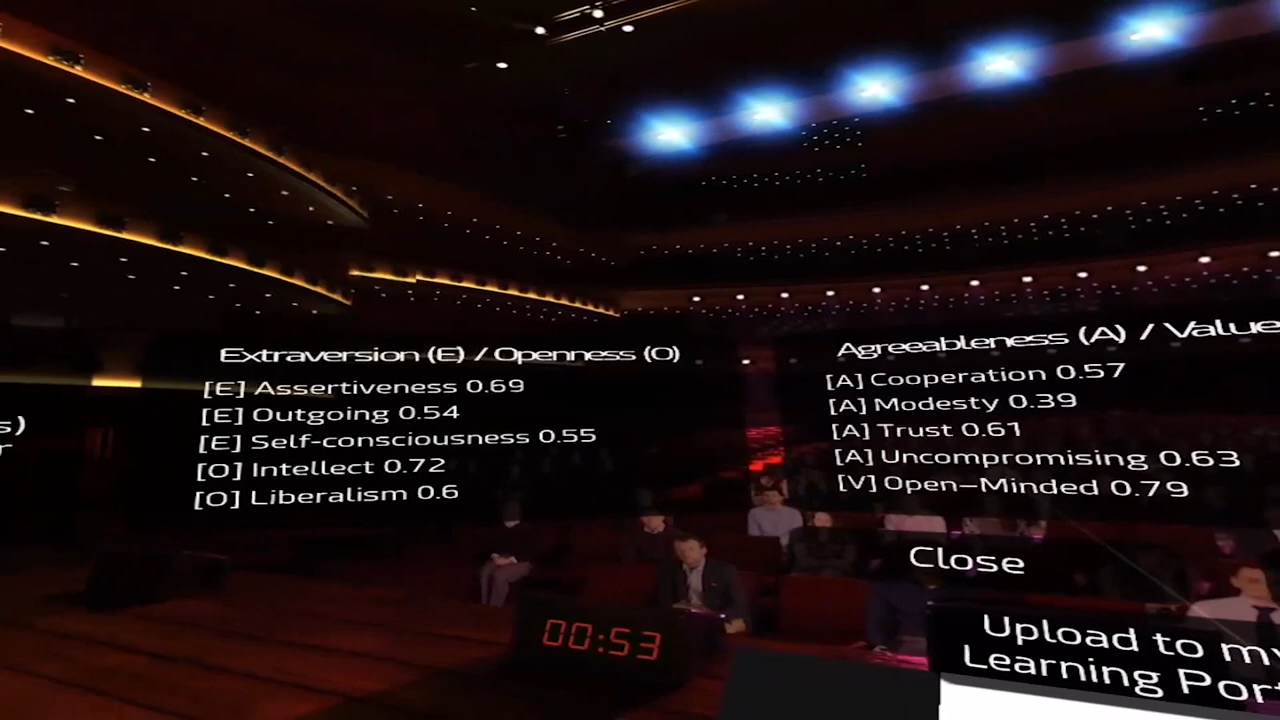 s)
r
Extraversion (E) / Openness (O)
[E] Assertiveness 0.69
[E] Outgoing 0.54
[E] Self-consciousness 0.55
[O] Intellect 0.72
[O] Liberalism 0.6
Agreeableness (A) / Value
[A] Cooperation 0.57
[A] Modesty 0.39
[A] Trust 0.61
[A] Uncompromising 0.63
[V] Open-Minded 0.79
Close
00:53
Upload to my
Learning Port